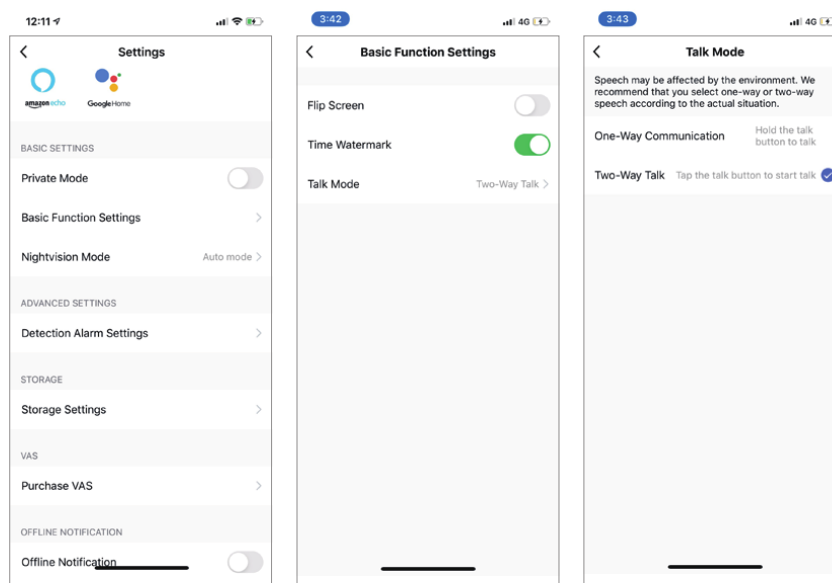 12:11
Settings
amazon echo
Google Home
BASIC SETTINGS
Private Mode
Basic Function Settings
Nightvision Mode Auto mode
ADVANCED SETTINGS
Detection Alarm Settings
STORAGE
Storage Settings
VAS
Purchase VAS
OFFLINE NOTIFICATION
Offline Notification
3:42 4G
Basic Function Settings
Flip Screen
Time Watermark
Talk Mode Two-Way Talk
3:43 4G
Talk Mode
Speech may be affected by the environment. We
recommend that you select one-way or two-way
speech according to the actual situation.
One-Way Communication Hold the talk
button to talk
Two-Way Talk Tap the talk button to start talk